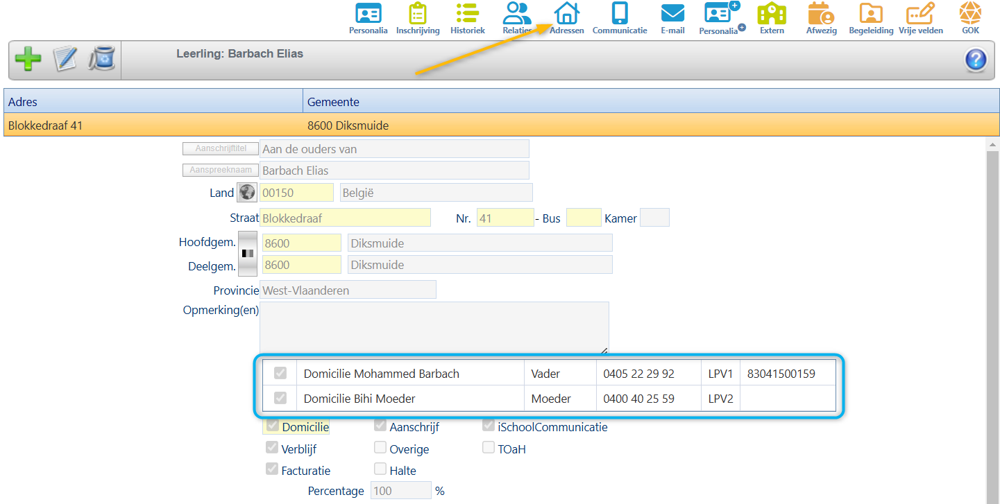 Personalia Inschrijving Historiek Relaties Adressen Communicatie E-mail Personalia Extern Afwezig Begeleiding Vrije velden GOK
Leerling: Barbach Elias
Adres Gemeente
Blokkedraaf 41 8600 Diksmuide
Aanschrijftitel Aan de ouders van
Aanspreeknaam Barbach Elias
Land 00150 België
Straat Blokkedraaf Nr. 41 - Bus Kamer
Hoofdgem. 8600 Diksmuide
Deelgem. 8600 Diksmuide
Provincie West-Vlaanderen
Opmerking(en)
Domicilie Mohammed Barbach Vader 0405 22 29 92 LPV1 83041500159
Domicilie Bihi Moeder Moeder 0400 40 25 59 LPV2
Domicilie Aanschrijf iSchoolCommunicatie
Verblijf Overige TOaH
Facturatie Halte
Percentage 100 %